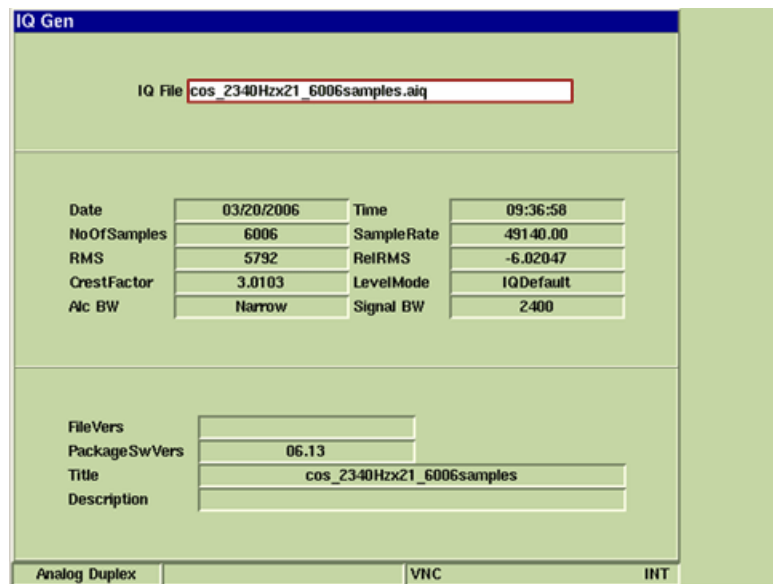 IQ Gen
IQ File cos_2340Hzx21_6006samples.aiq
Date 03/20/2006 Time 09:36:58
NoOfSamples 6006 SampleRate 49140.00
RMS 5792 RelRMS -6.02047
CrestFactor 3.0103 LevelMode IQDefault
Alc BW Narrow Signal BW 2400
FileVers
PackageSwVers 06.13
Title cos_2340Hzx21_6006samples
Description
Analog Duplex VNC INT